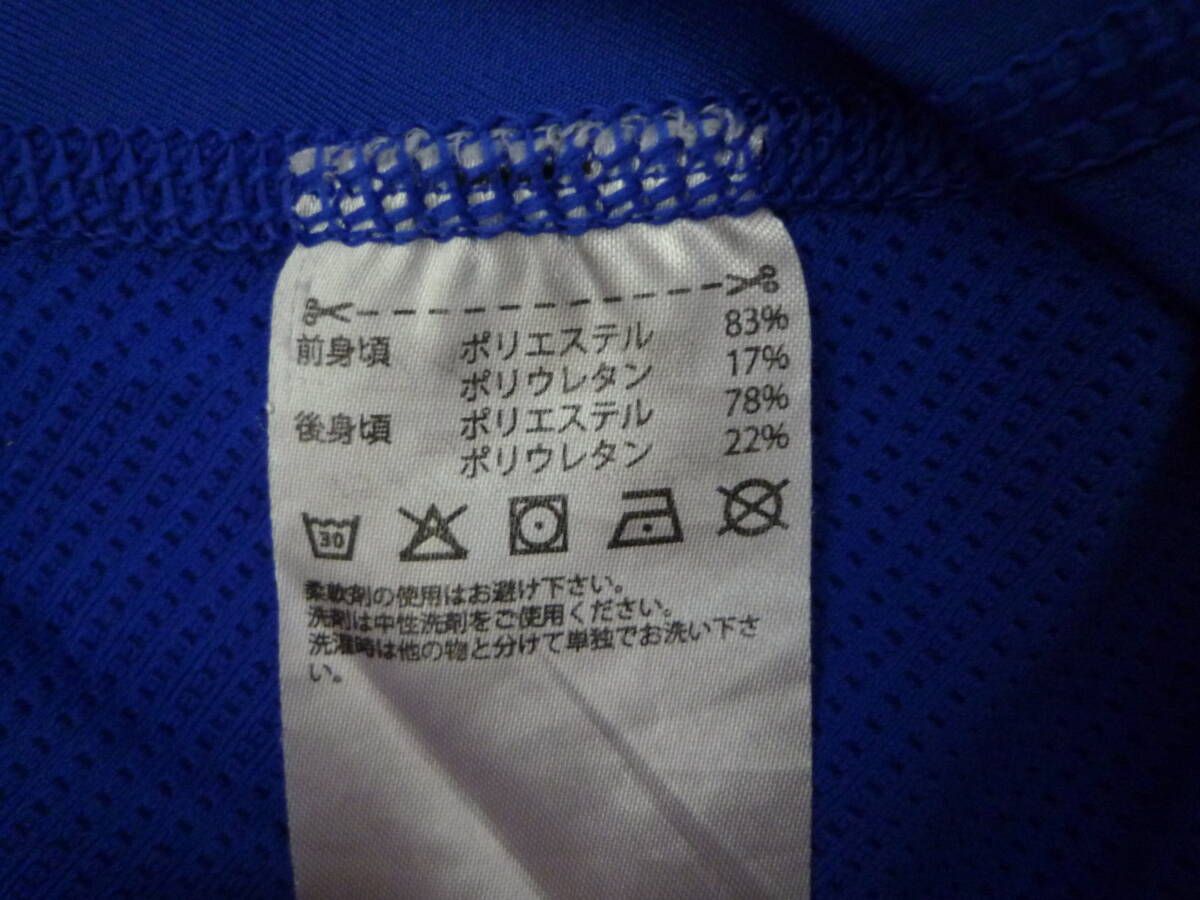 前身頃 ポリエステル 83%
ポリウレタン 17%
後身頃 ポリエステル 78%
ポリウレタン 22%
30
柔軟剤の使用はお避け下さい。
洗剤は中性洗剤をご使用ください。
洗濯時は他の物と分けて単独でお洗い下さ
い。